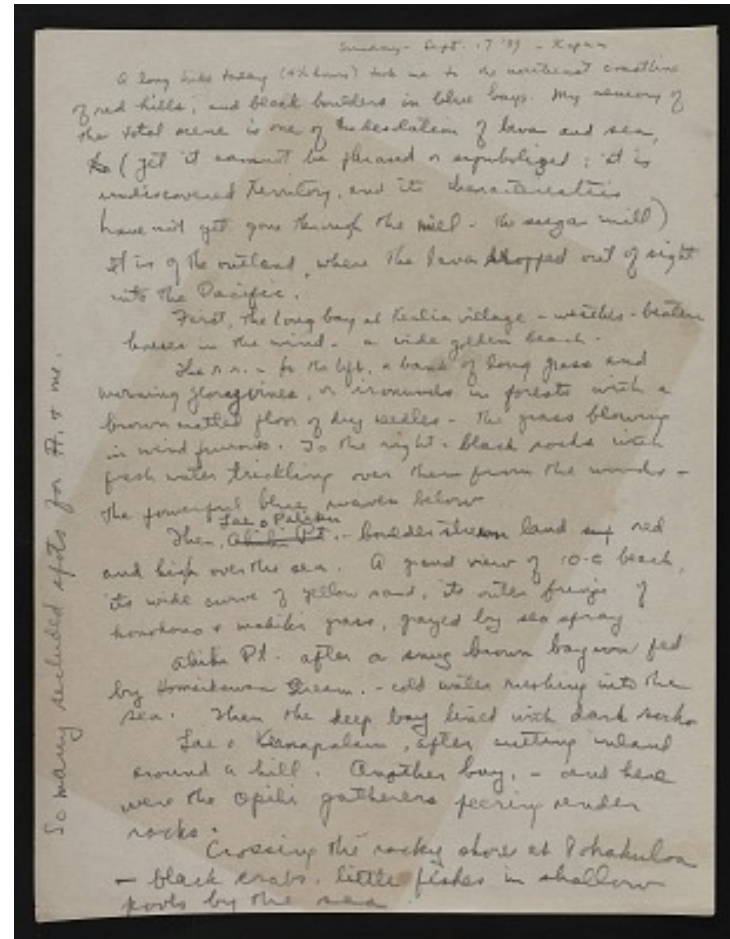 Sunday - Sept. 17 '39 - Kapaa
A long hike today (4½ hours) took me to the northeast coastline
of red hills, and black boulders in blue bays. My memory of
the total scene is one of the desolation of lava and sea,
(yet it cannot be phrased or symbolized; it is
undiscovered territory, and its characteristics
have not yet gone through the mill - the sugar mill)
It is of the outland, where the lava dropped out of sight
into the Pacific.
First, the long bay at Kealia village - weather-beaten
houses in the wind - a wide golden beach.
The r.r. - to the left, a bank of long grass and
morning glory vines, or ironwoods in forests with a
brown matted floor of dry needles - the grass blowing
in wind furrows. To the right - black rocks with
fresh water trickling over them from the
the powerful blue waves below
Lae o Paliku
Then, Ahihi Pt. - boulder strewn land red
and high over the sea. A grand view of beach,
its wide curve of yellow sand, its outer fringe of
honohono & makiki grass, grayed by sea spray
Ahihi Pt. after a snug brown bay fed
by Homaikawaa Stream. - cold water rushing into the
sea. Then the deep bay lined with dark rocks
Lae o Kamapalau, after cutting inland
around a hill. Another bay, - and here
were the opihi gatherers peering under
rocks.
Crossing the rocky shore at Pohakuloa
- black crabs, little fishes in shallow
pools by the sea
So many secluded spots for H. & me.